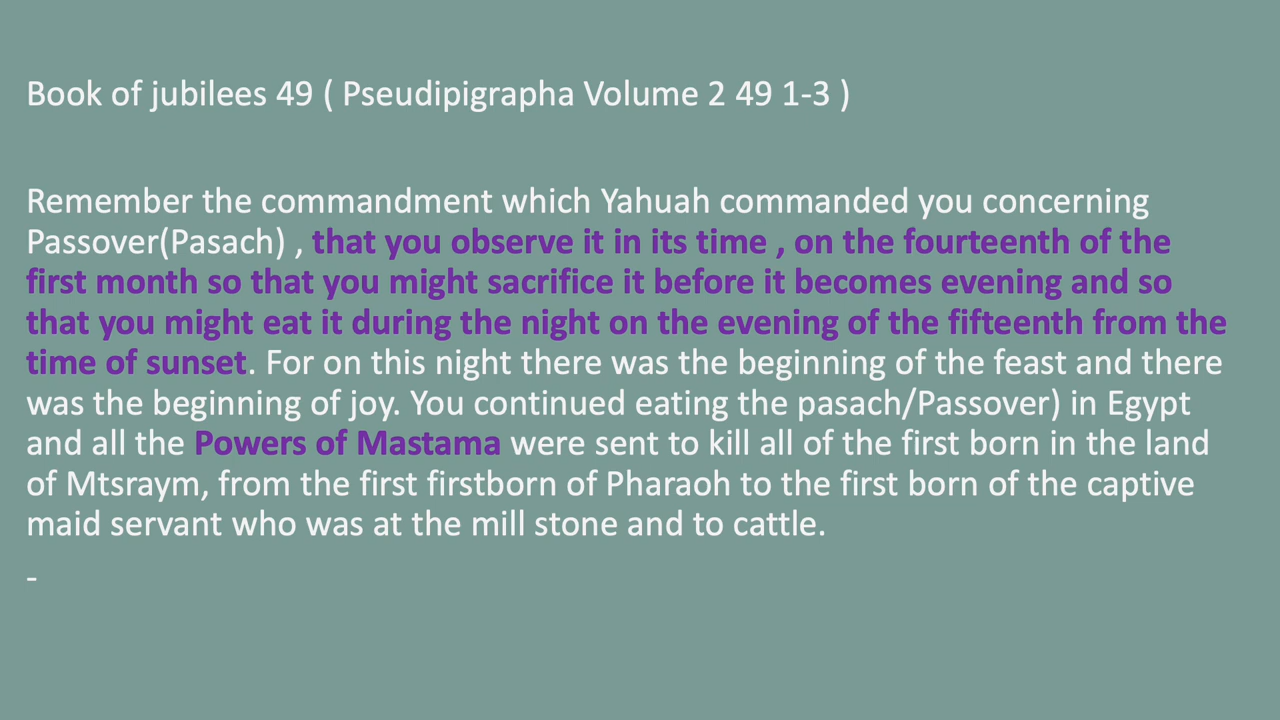 Book of jubilees 49 ( Pseudipigrapha Volume 2 49 1-3 )
Remember the commandment which Yahuah commanded you concerning
Passover(Pasach) , that you observe it in its time , on the fourteenth of the
first month so that you might sacrifice it before it becomes evening and so
that you might eat it during the night on the evening of the fifteenth from the
time of sunset. For on this night there was the beginning of the feast and there
was the beginning of joy. You continued eating the pasach/Passover) in Egypt
and all the Powers of Mastama were sent to kill all of the first born in the land
of Mtsraym, from the first firstborn of Pharaoh to the first born of the captive
maid servant who was at the mill stone and to cattle.
-